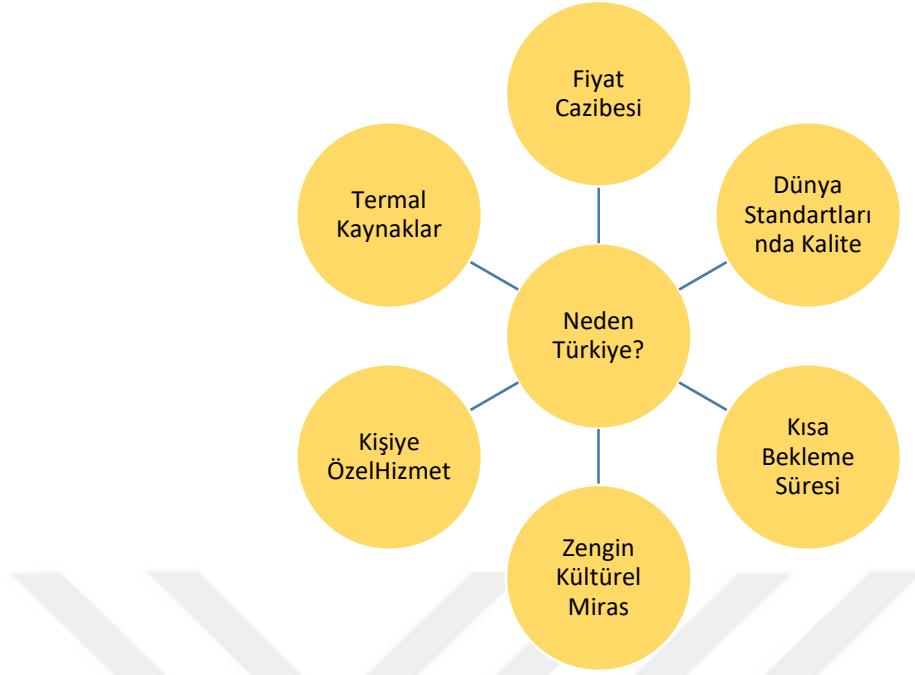 Fiyat
Cazibesi
Dünya
Standartları
nda Kalite
Kısa
Bekleme
Süresi
Zengin
Kültürel
Miras
Kişiye
ÖzelHizmet
Termal
Kaynaklar
Neden
Türkiye?